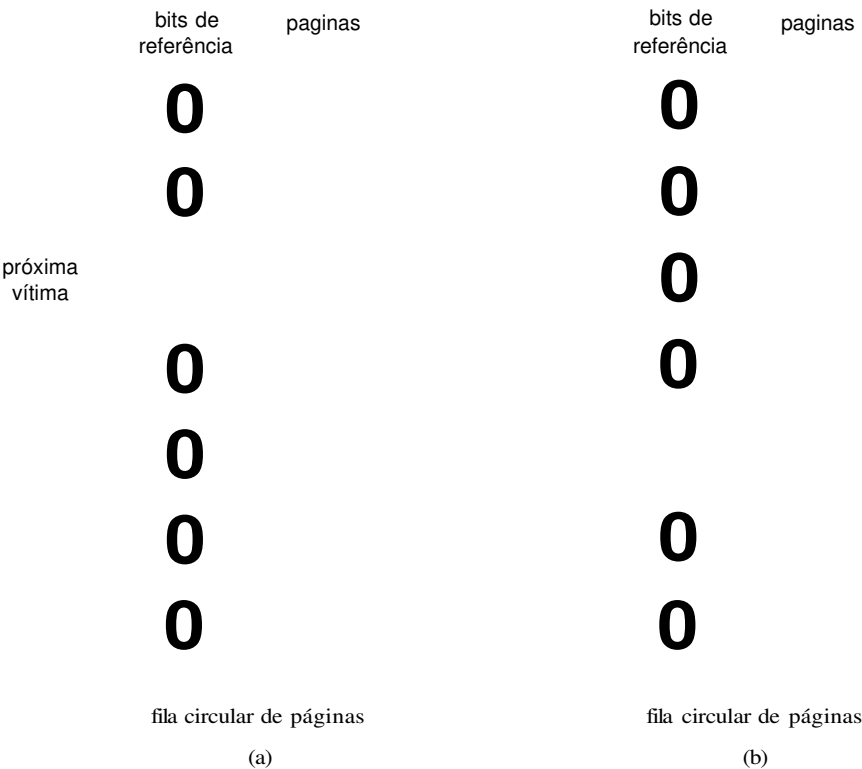 bits de
referência
paginas
0
0
próxima
vítima
0
0
0
0
fila circular de páginas
(a)
bits de
referência
paginas
0
0
0
0
0
0
fila circular de páginas
(b)